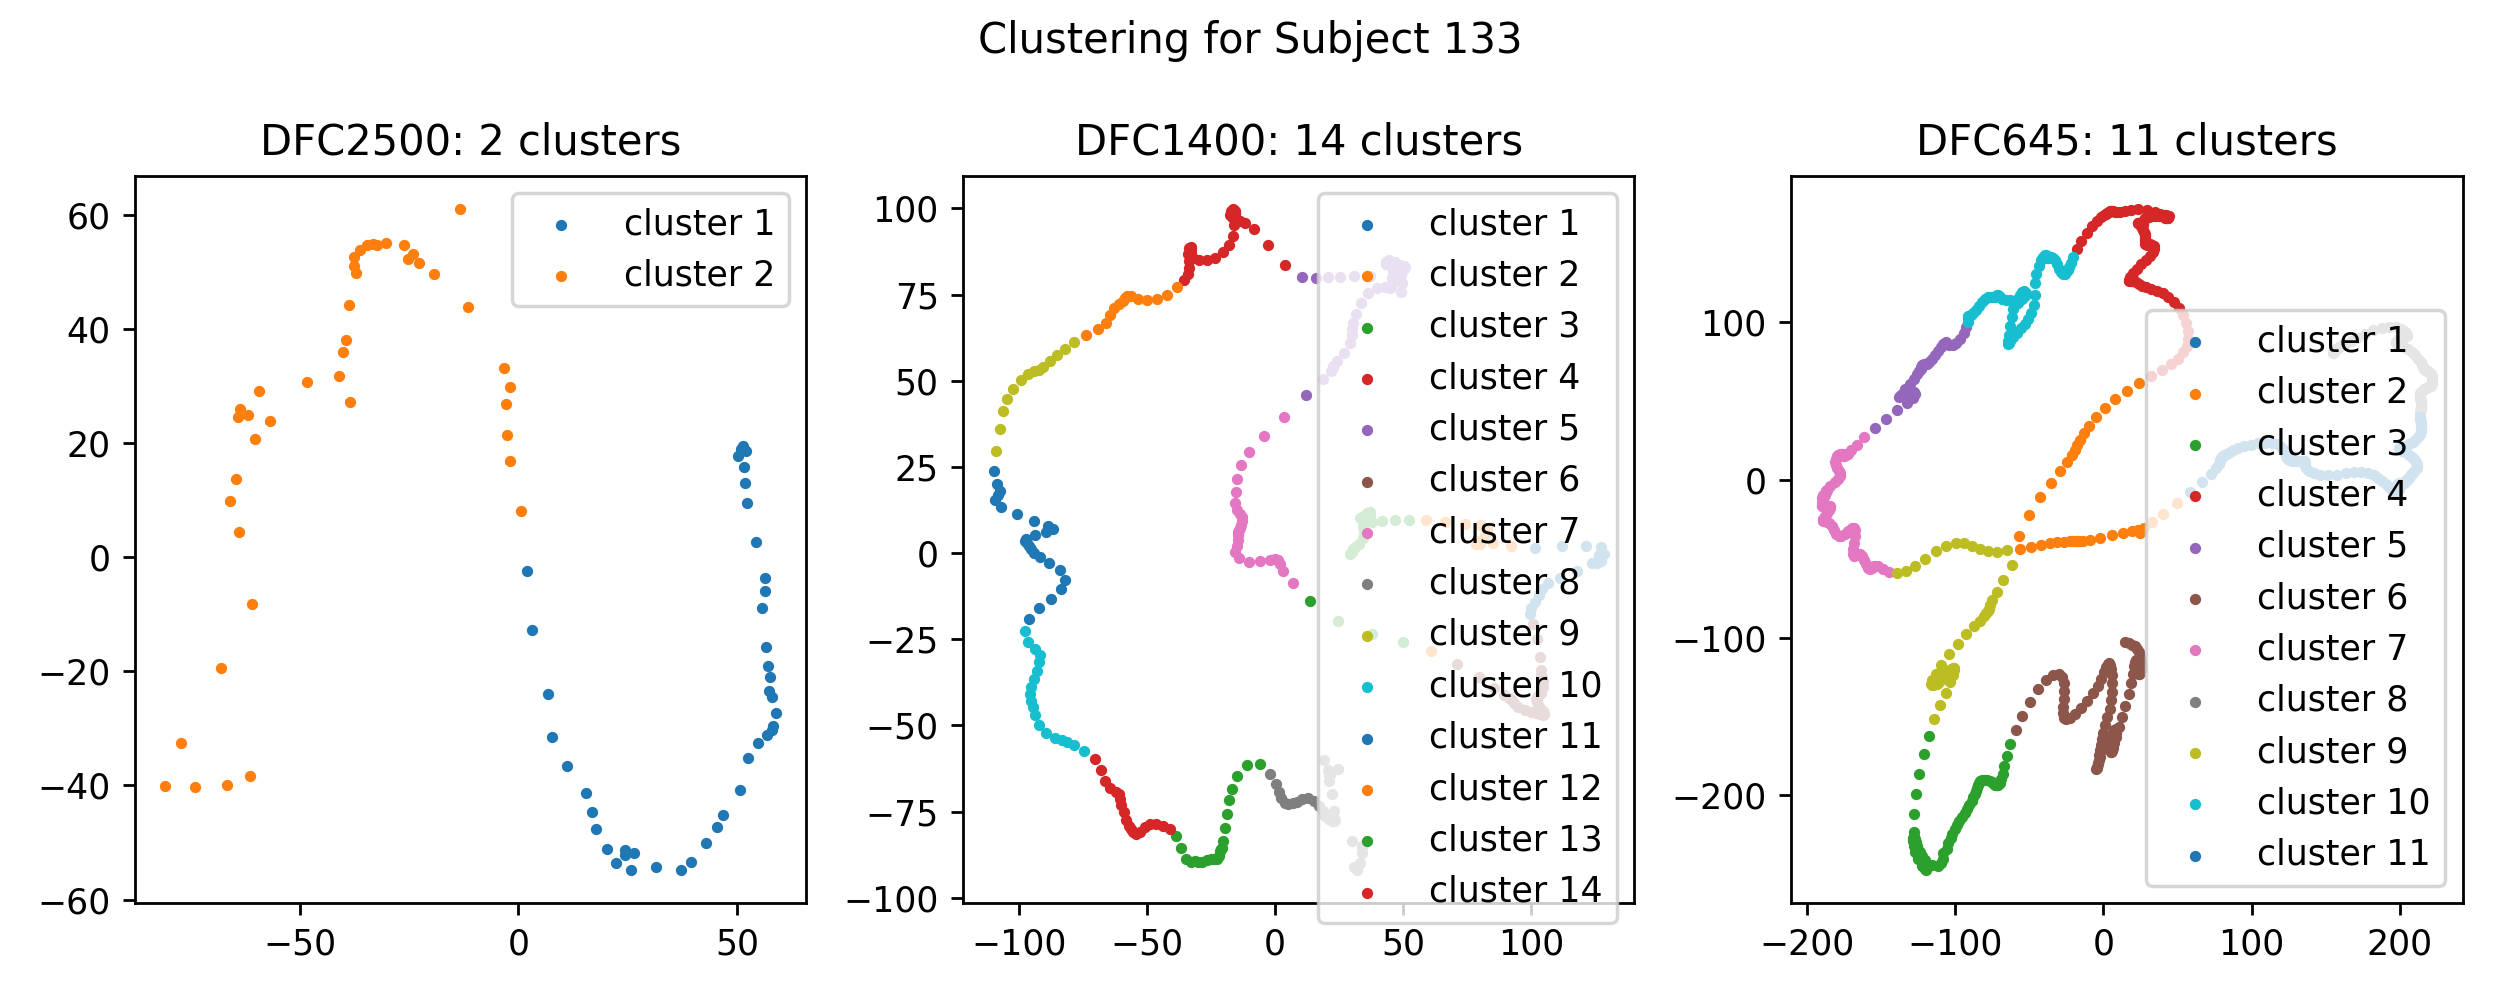 Clustering for Subject 133
DFC2500: 2 clusters
60
40
20
0
−20
−40
−60
−50
0
50
cluster 1
cluster 2
DFC1400: 14 clusters
100
75
50
25
0
−25
−50
−75
−100
−100
−50
0
50
100
cluster 1
cluster 2
cluster 3
cluster 4
cluster 5
cluster 6
cluster 7
cluster 8
cluster 9
cluster 10
cluster 11
cluster 12
cluster 13
cluster 14
DFC645: 11 clusters
100
0
−100
−200
−200
−100
0
100
200
cluster 1
cluster 2
cluster 3
cluster 4
cluster 5
cluster 6
cluster 7
cluster 8
cluster 9
cluster 10
cluster 11